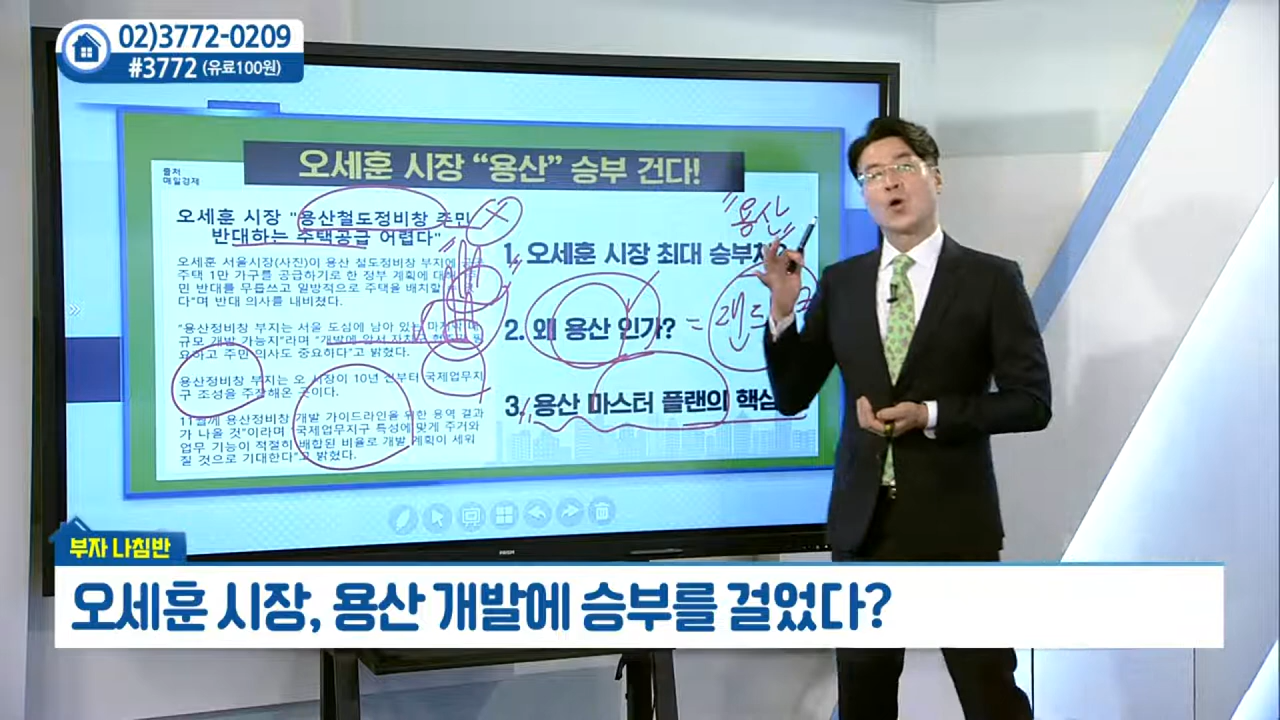 02)3772-0209
#3772 (유료100원)
출처
매일경제
오세훈 시장 "용산" 승부 건다!
오세훈 시장 "용산철도정비창 주민
반대하는 주택공급 어렵다"
오세훈 서울시장(사진)이 용산 철도정비창 부지에
주택 1만 가구를 공급하기로 한 정부 계획에
민 반대를 무릅쓰고 일방적으로 주택을 배치할
다"며 반대 의사를 내비쳤다.
"용산정비창 부지는 서울 도심에 남아 있는 마지막 대
규모 개발 가능지"라며 "개발에 앞서
요하고 주민 의사도 중요하다"고 밝혔다.
용산정비창 부지는 오 시장이 10년 전부터 국제업무지
구 조성을 주장해온 곳이다.
11월께 용산정비창 개발 가이드라인을 위한 용역 결과
가 나올 것"이라며 "국제업무지구 특성에 맞게 주거와
업무 기능이 적절히 배합된 비율로 개발 계획이 세워
질 것으로 기대한다"고 밝혔다.
"용산"
1. 오세훈 시장 최대 승부처?
2. 왜 용산 인가? = 랜드
3. 용산 마스터 플랜의 핵심
부자 나침반
오세훈 시장, 용산 개발에 승부를 걸었다?